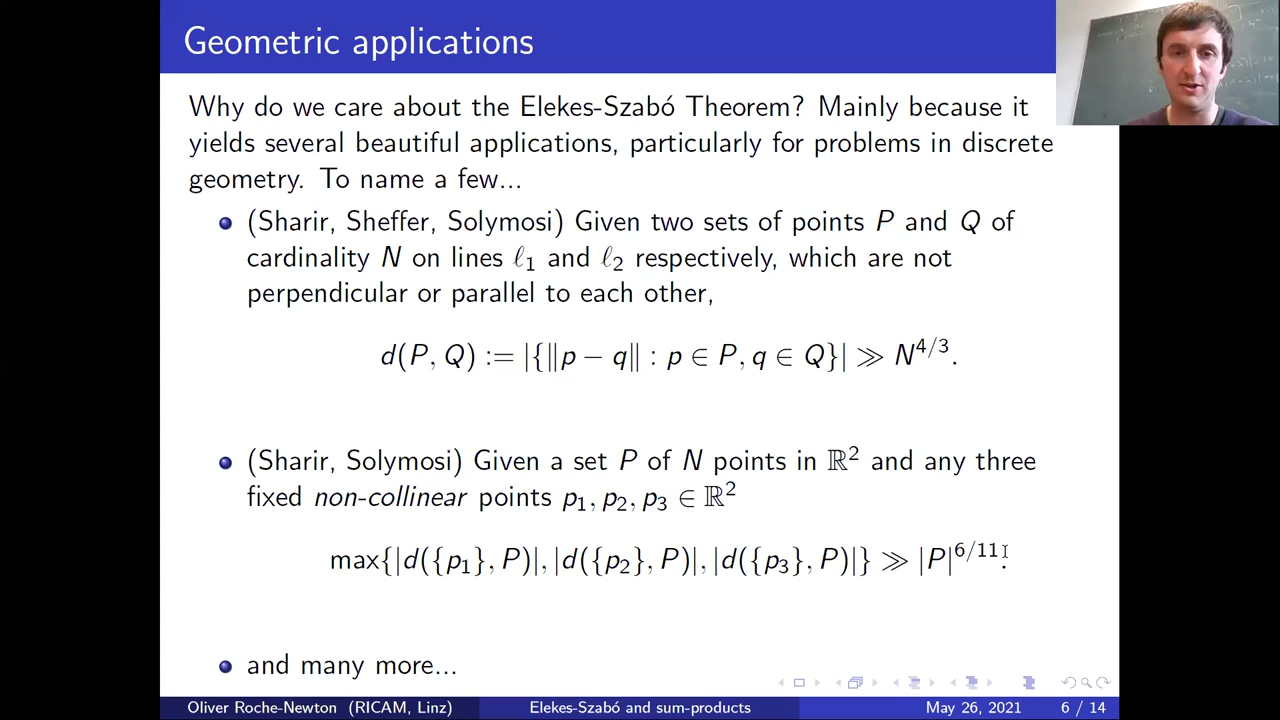 Geometric applications
Why do we care about the Elekes-Szabó Theorem? Mainly because it
yields several beautiful applications, particularly for problems in discrete
geometry. To name a few...
(Sharir, Sheffer, Solymosi) Given two sets of points P and Q of
cardinality N on lines ℓ₁ and ℓ₂ respectively, which are not
perpendicular or parallel to each other,
d(P, Q) := |{‖p − q‖ : p ∈ P, q ∈ Q}| ≫ N^{4/3}.
(Sharir, Solymosi) Given a set P of N points in ℝ² and any three
fixed non-collinear points p₁, p₂, p₃ ∈ ℝ²
max{|d({p₁}, P)|, |d({p₂}, P)|, |d({p₃}, P)|} ≫ |P|^{6/11}.
and many more...
Oliver Roche-Newton (RICAM, Linz) Elekes-Szabó and sum-products May 26, 2021 6 / 14